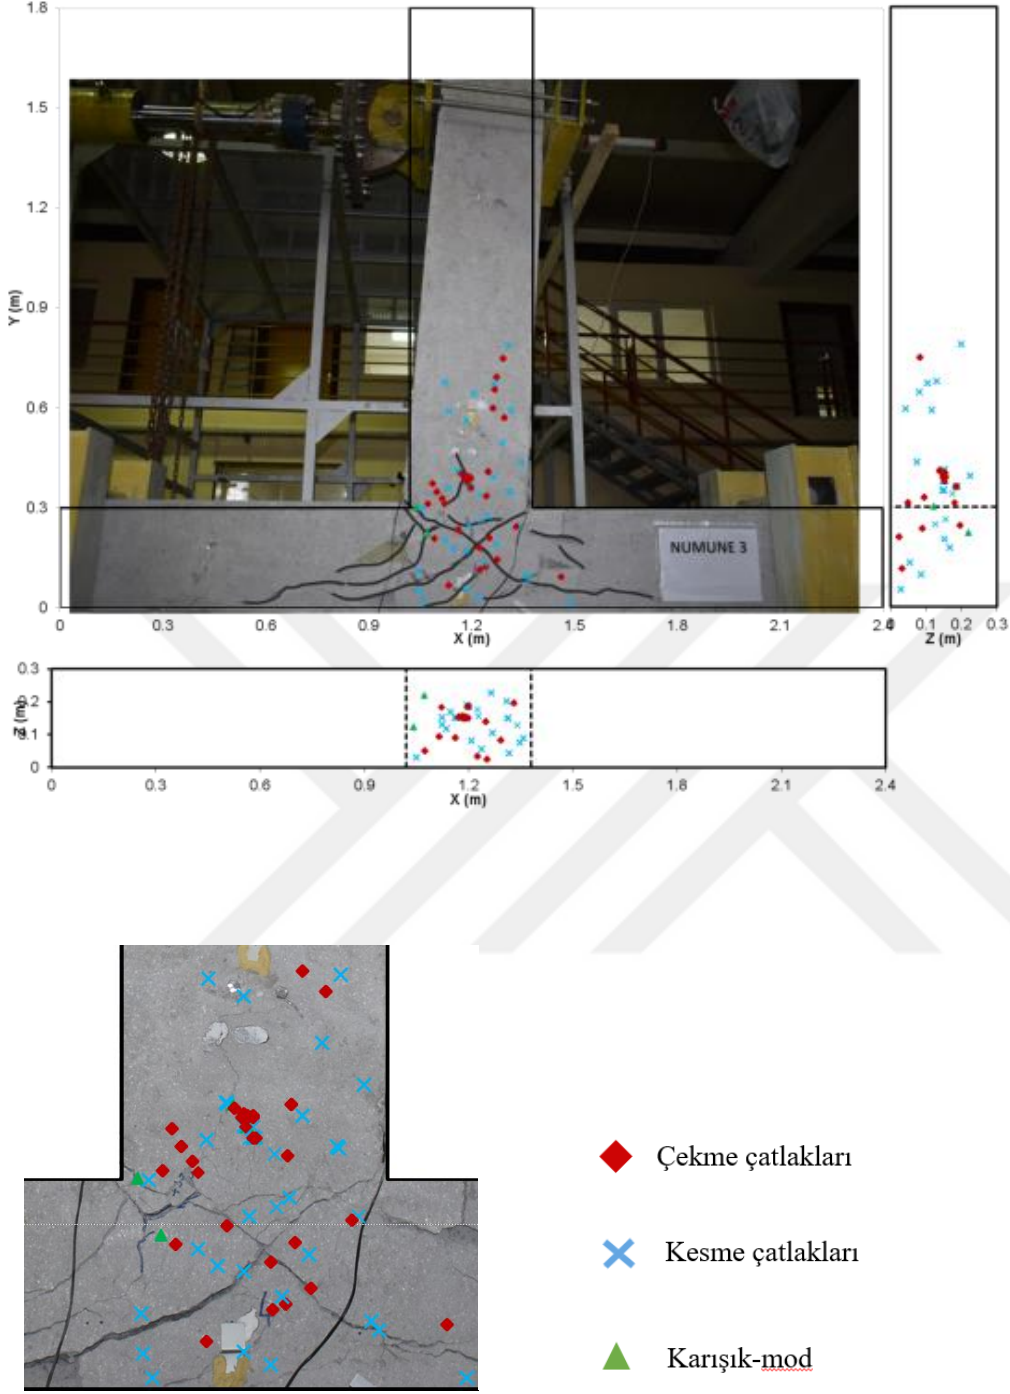 1.8
1.5
1.2
0.9
0.6
0.3
0
Y (m)
NUMUNE 3
0 0.3 0.6 0.9 1.2 1.5 1.8 2.1 2.4
X (m)
0.1 0.2 0.3
Z (m)
0.3
0.2
0.1
0
Z (m)
0 0.3 0.6 0.9 1.2 1.5 1.8 2.1 2.4
X (m)
Çekme çatlakları
Kesme çatlakları
Karışık-mod